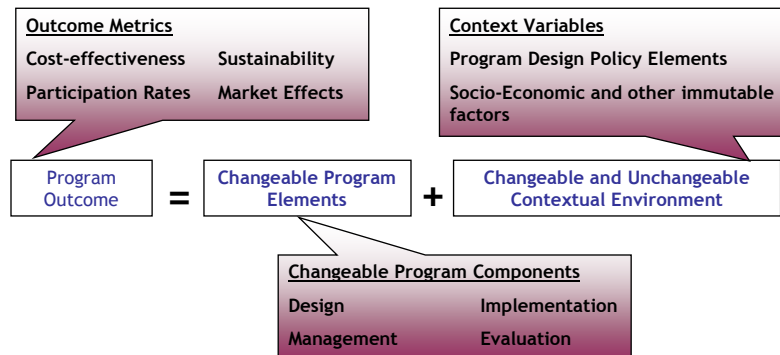 Outcome Metrics
Cost-effectiveness Sustainability
Participation Rates Market Effects
Context Variables
Program Design Policy Elements
Socio-Economic and other immutable
factors
Program
Outcome
=
Changeable Program
Elements
+
Changeable and Unchangeable
Contextual Environment
Changeable Program Components
Design Implementation
Management Evaluation